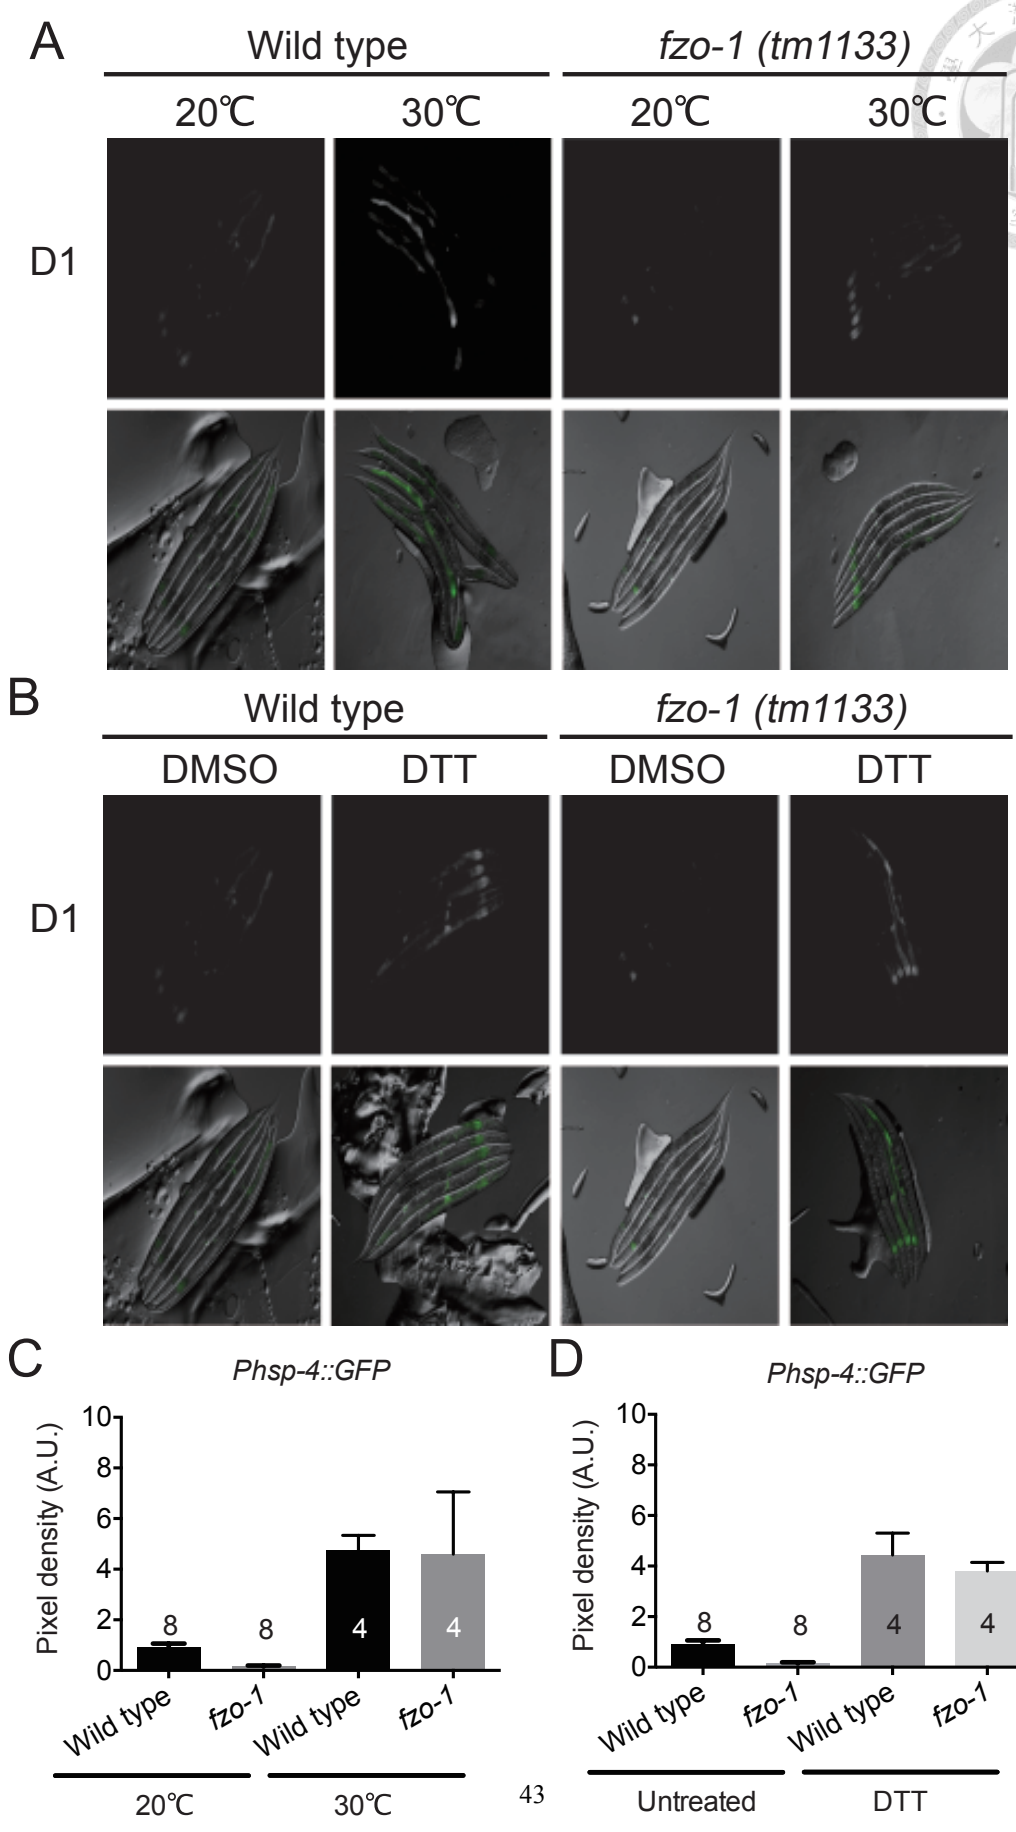 A
Wild type fzo-1 (tm1133)
20℃ 30℃ 20℃ 30℃
D1
B
Wild type fzo-1 (tm1133)
DMSO DTT DMSO DTT
D1
C
Phsp-4::GFP
Pixel density (A.U.)
10
8
6
4
2
0
8 8 4 4
Wild type fzo-1 Wild type fzo-1
20℃ 30℃
D
Phsp-4::GFP
Pixel density (A.U.)
10
8
6
4
2
0
8 8 4 4
Wild type fzo-1 Wild type fzo-1
Untreated DTT
43
大